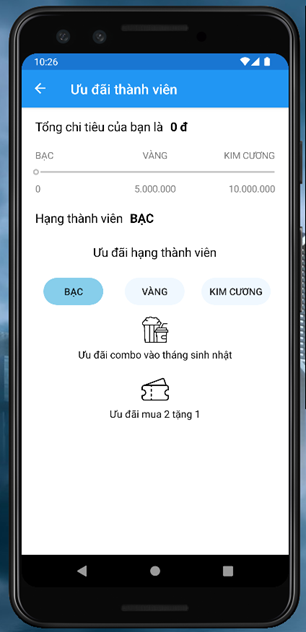 10:26
Ưu đãi thành viên
Tổng chi tiêu của bạn là 0 đ
BẠC VÀNG KIM CƯƠNG
0 5.000.000 10.000.000
Hạng thành viên BẠC
Ưu đãi hạng thành viên
BẠC VÀNG KIM CƯƠNG
Ưu đãi combo vào tháng sinh nhật
Ưu đãi mua 2 tặng 1